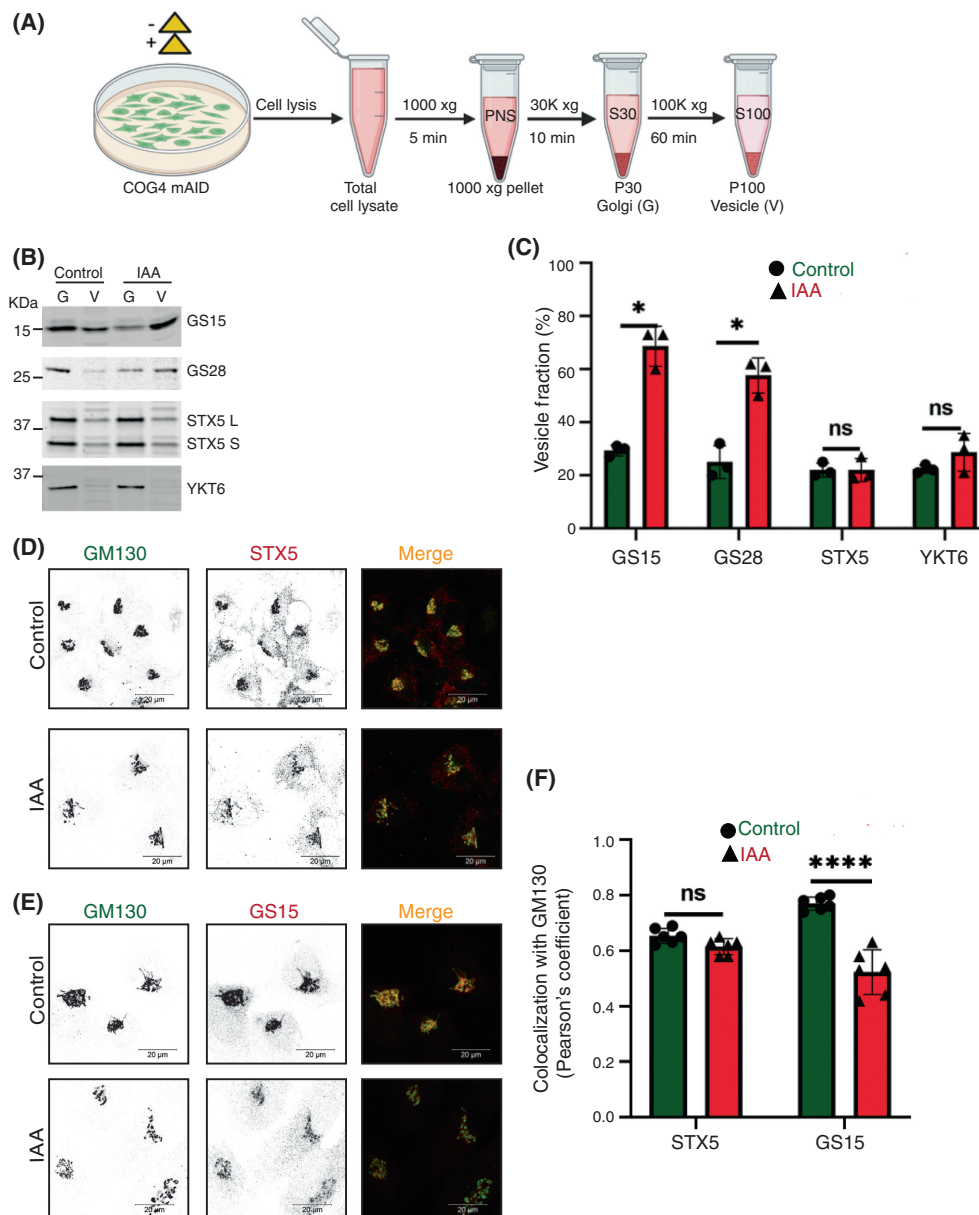 (A)
-
+
Cell lysis
1000 xg
5 min
30K xg
10 min
100K xg
60 min
PNS
S30
S100
COG4 mAID
Total
cell lysate
1000 xg pellet
P30
Golgi (G)
P100
Vesicle (V)
(B)
Control IAA
KDa G V G V
15 GS15
25 GS28
37 STX5 L
STX5 S
37
YKT6
(C)
Control
IAA
Vesicle fraction (%)
100
80
60
40
20
0
*
*
ns
ns
GS15 GS28 STX5 YKT6
(D)
GM130 STX5 Merge
Control
20 µm 20 µm 20 µm
IAA
20 µm 20 µm 20 µm
(E)
GM130 GS15 Merge
Control
20 µm 20 µm 20 µm
IAA
20 µm 20 µm 20 µm
(F)
Control
IAA
Colocalization with GM130
(Pearson's coefficient)
1.0
0.8
0.6
0.4
0.2
0.0
ns
****
STX5 GS15